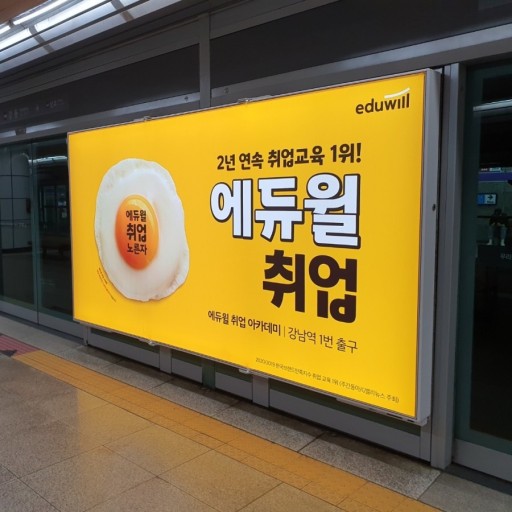 eduwill
2년 연속 취업교육 1위!
에듀윌
취업
에듀윌
취업
노른자
에듀윌 취업 아카데미 | 강남역 1번 출구